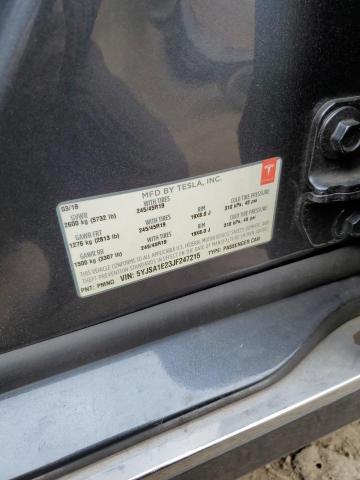 MFD BY TESLA, INC.
03/18
GVWR
2600 kg (5732 lb)
GAWR FRT WITH TIRES RIM COLD TIRE PRESSURE
1276 kg (2813 lb) 245/45R19 19X8.0 J 310 kPa, 45 psi
GAWR RR WITH TIRES RIM COLD TIRE PRESSURE
1500 kg (3307 lb) 245/45R19 19X8.0 J 310 kPa, 45 psi
THIS VEHICLE CONFORMS TO ALL APPLICABLE U.S. FEDERAL MOTOR VEHICLE SAFETY, BUMPER, AND
THEFT PREVENTION STANDARDS IN EFFECT ON THE DATE OF MANUFACTURE SHOWN ABOVE.
VIN: 5YJSA1E23JF247215 TYPE: PASSENGER CAR
PNT: PMNG
TESLA